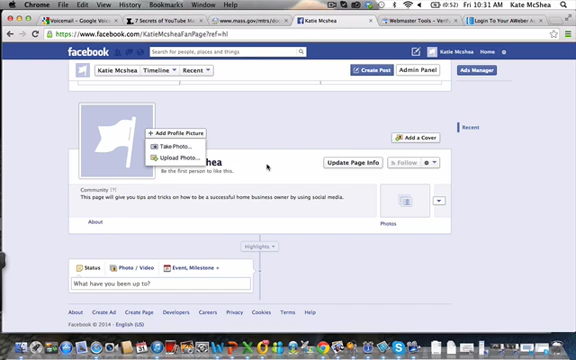 Chrome File Edit View History Bookmarks Window Help
(0:52) Fri 10:31 AM Katie McShea
Voicemail - Google Voice
7 Secrets of YouTube Ma
www.mass.gov/mtrs/doc
Katie Mcshea
Webmaster Tools - Verifi
Login To Your AWeber A
https://www.facebook.com/KatieMcsheaFanPage?ref=hl
facebook
Search for people, places and things
Katie McShea Home
Katie Mcshea Timeline Recent
Create Post Admin Panel
Ads Manager
Recent
+ Add Profile Picture
Take Photo...
Upload Photo...
Add a Cover
shea
Be the first person to like this.
Update Page Info Follow
Community [?]
This page will give you tips and tricks on how to be a successful home business owner by using social media.
About
Photos
Highlights
Status Photo / Video Event, Milestone +
What have you been up to?
About Create Ad Create Page Developers Careers Privacy Cookies Terms Help
Facebook © 2014 · English (US)